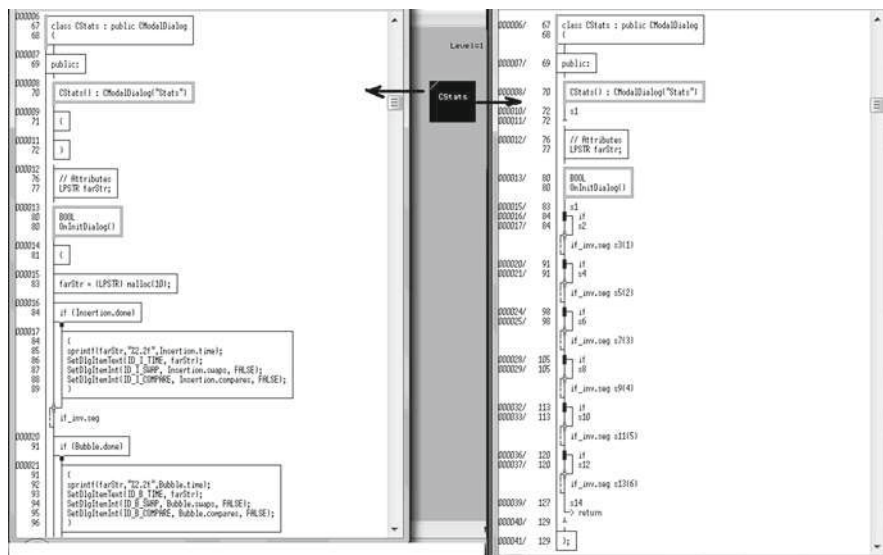 000006
67 class CStats : public CModalDialog
68 {
000007
69 public:
000008
70 CStats() : CModalDialog("Stats")
000009
71 {
000011
72 }
000012
76 // Attributes
77 LPSTR farStr;
000013
80 BOOL
80 OnInitDialog()
000014
81 {
000015
83 farStr = (LPSTR) malloc(10);
000016
84 if (Insertion.done)
000017
84 {
85 sprintf(farStr,"%2.2f",Insertion.time);
86 SetDlgItemText(ID_I_TIME, farStr);
87 SetDlgItemInt(ID_I_SWAP, Insertion.swaps, FALSE);
88 SetDlgItemInt(ID_I_COMPARE, Insertion.compares, FALSE);
89 }
if_inv.seg
000020
91 if (Bubble.done)
000021
91 {
92 sprintf(farStr,"%2.2f",Bubble.time);
93 SetDlgItemText(ID_B_TIME, farStr);
94 SetDlgItemInt(ID_B_SWAP, Bubble.swaps, FALSE);
95 SetDlgItemInt(ID_B_COMPARE, Bubble.compares, FALSE);
96 }
Level=1
CStats
000006/ 67 class CStats : public CModalDialog
68 {
000007/ 69 public:
000008/ 70 CStats() : CModalDialog("Stats")
000010/ 72 s1
000011/ 72
000012/ 76 // Attributes
77 LPSTR farStr;
000013/ 80 BOOL
80 OnInitDialog()
000015/ 83 s1
000016/ 84 if
000017/ 84 s2
if_inv.seg s3(1)
000020/ 91 if
000021/ 91 s4
if_inv.seg s5(2)
000024/ 98 if
000025/ 98 s6
if_inv.seg s7(3)
000028/ 105 if
000029/ 105 s8
if_inv.seg s9(4)
000032/ 113 if
000033/ 113 s10
if_inv.seg s11(5)
000036/ 120 if
000037/ 120 s12
if_inv.seg s13(6)
000039/ 127 s14
return
000040/ 129
000041/ 129 };